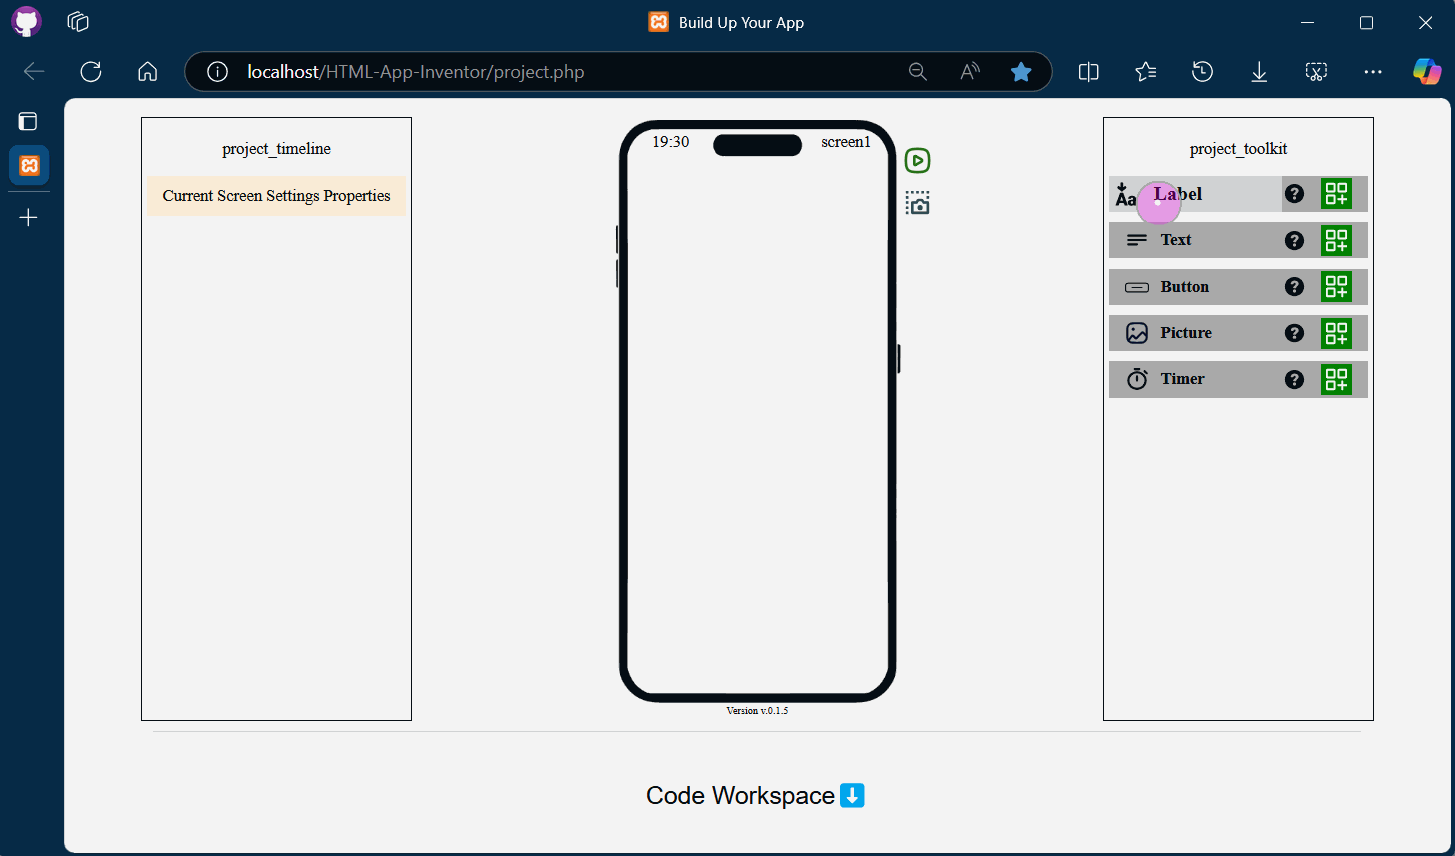 Build Up Your App
localhost/HTML-App-Inventor/project.php
project_timeline
Current Screen Settings Properties
19:30
screen1
Version v.0.1.5
project_toolkit
Aa Label
Text
Button
Picture
Timer
Code Workspace